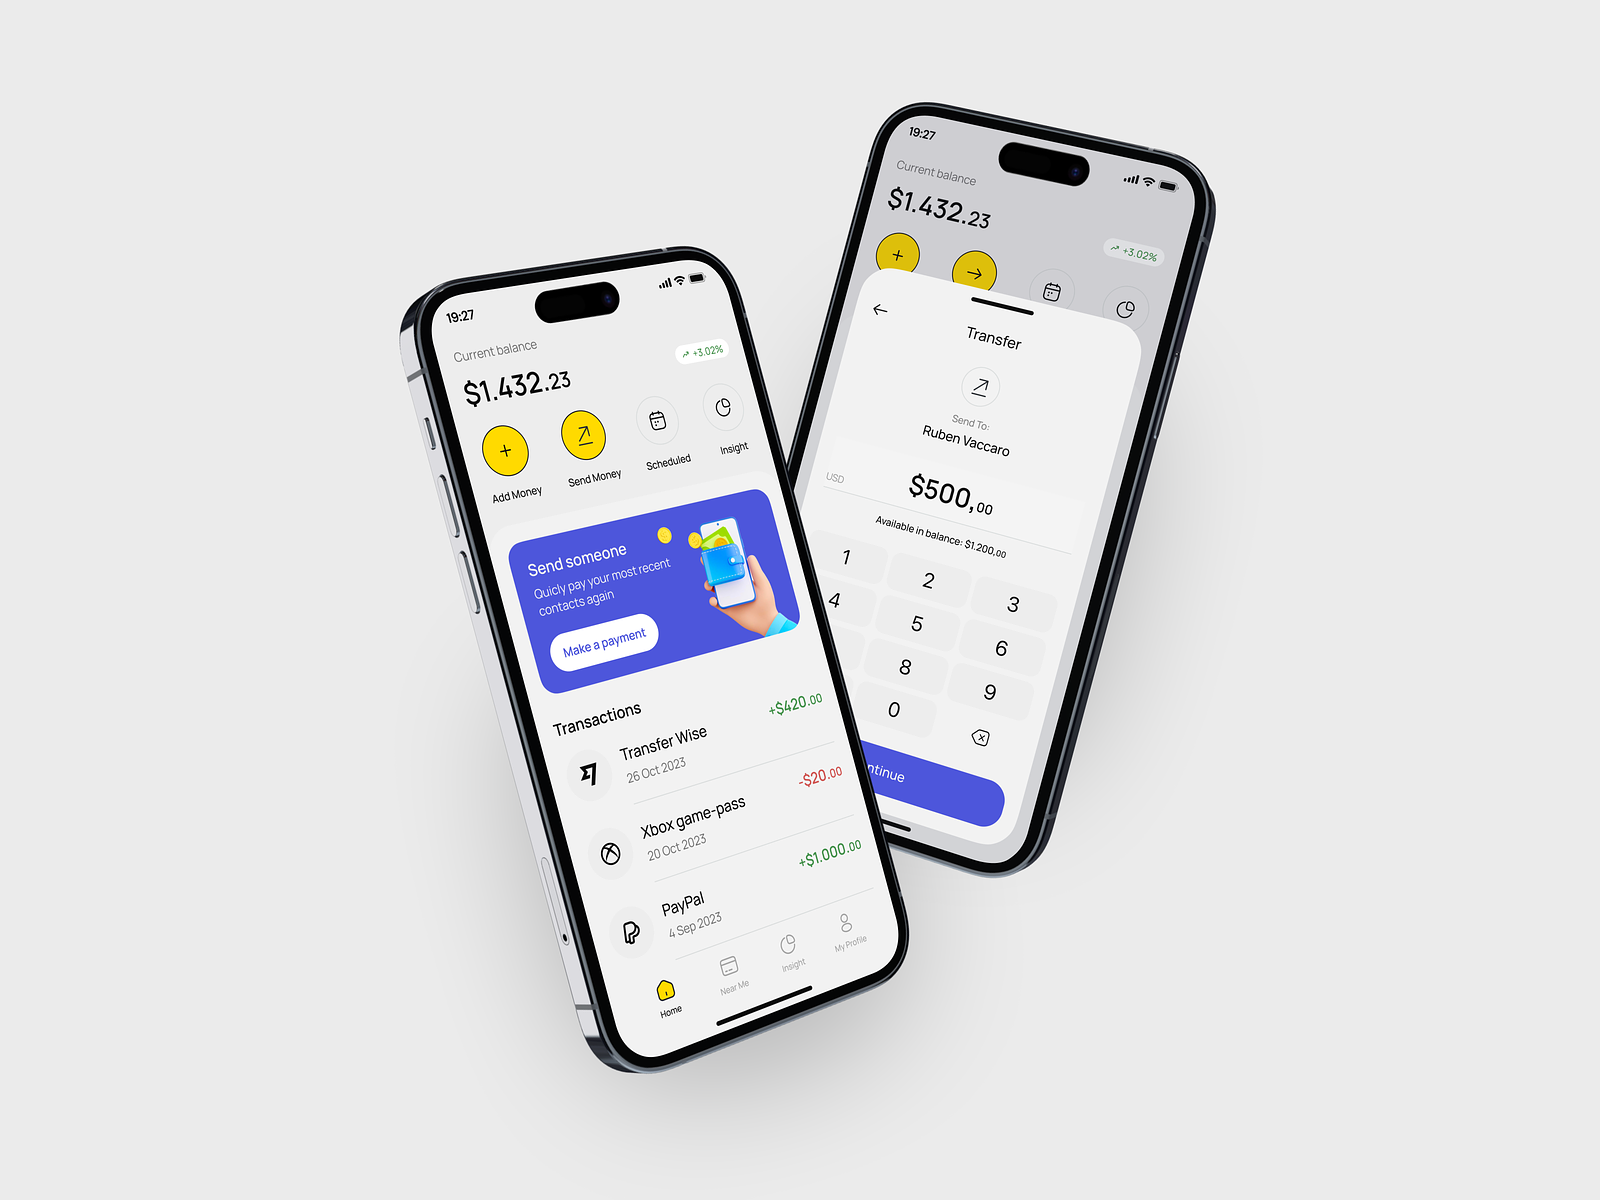 19:27
Current balance
$1.432.23
+3.02%
Add Money
Send Money
Scheduled
Insight
Send someone
Quicly pay your most recent
contacts again
Make a payment
Transactions
Transfer Wise
+$420.00
26 Oct 2023
Xbox game-pass
-$20.00
20 Oct 2023
PayPal
+$1.000.00
4 Sep 2023
Home
Near Me
Insight
My Profile
19:27
Current balance
$1.432.23
+3.02%
Transfer
Send To:
Ruben Vaccaro
USD
$500,00
Available in balance: $1.200.00
1
2
3
4
5
6
8
9
0
ntinue